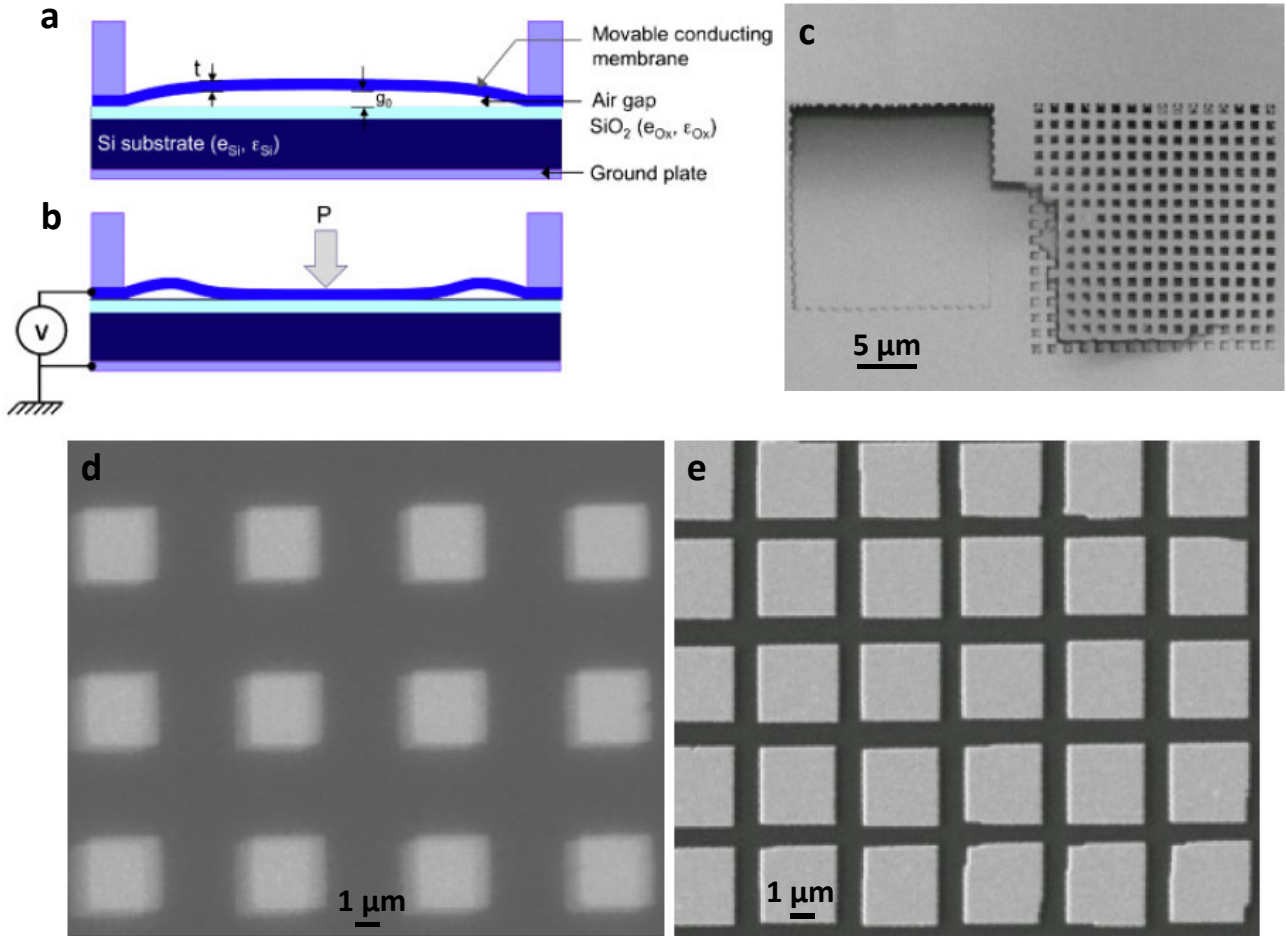 a
t
g₀
Movable conducting
membrane
Air gap
SiO₂ (eOx, εOx)
Si substrate (eSi, εSi)
Ground plate
b
P
V
c
5 µm
d
1 µm
e
1 µm